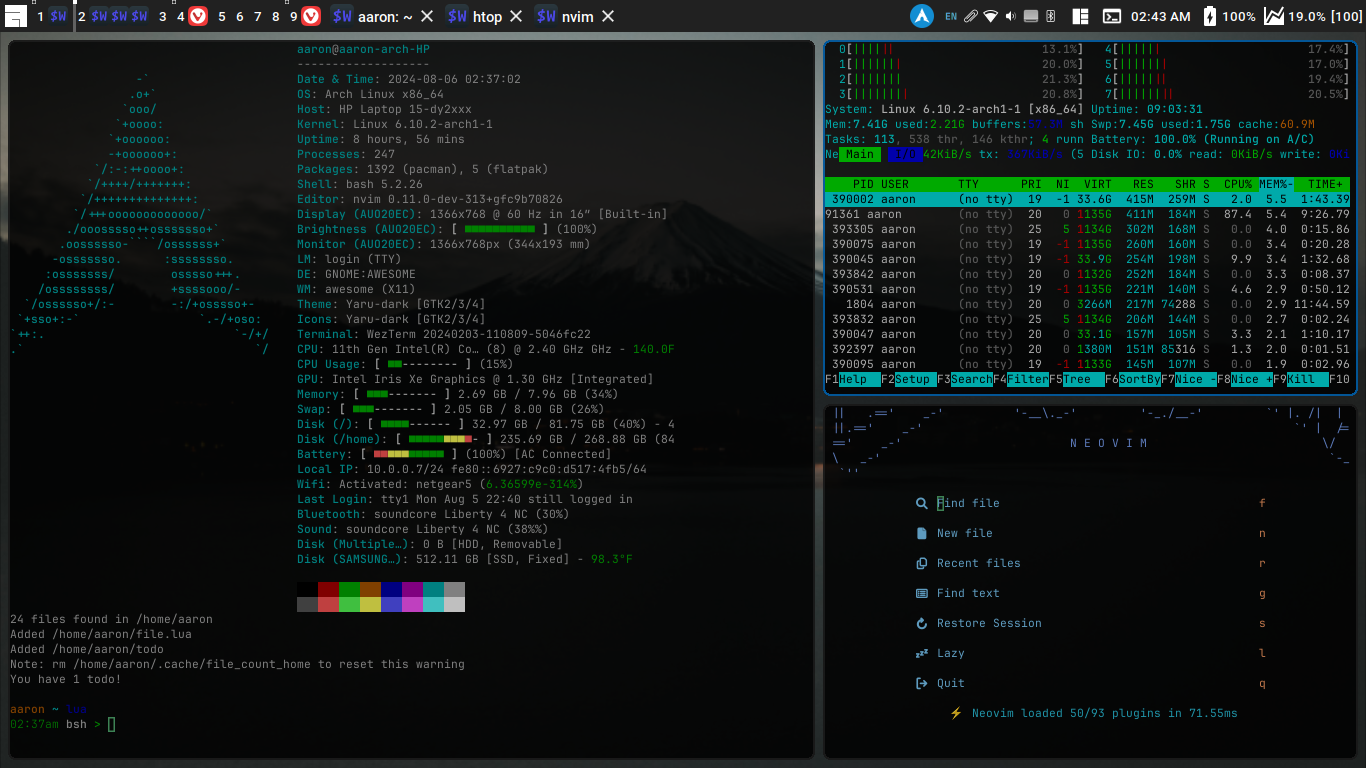 1 $W 2 $W $W $W 3 4 5 6 7 8 9 $W aaron: ~ $W htop $W nvim EN 02:43 AM 100% 19.0% [100]
aaron@aaron-arch-HP
-------------------
Date & Time: 2024-08-06 02:37:02
OS: Arch Linux x86_64
Host: HP Laptop 15-dy2xxx
Kernel: Linux 6.10.2-arch1-1
Uptime: 8 hours, 56 mins
Processes: 247
Packages: 1392 (pacman), 5 (flatpak)
Shell: bash 5.2.26
Editor: nvim 0.11.0-dev-313+gfc9b70826
Display (AUO20EC): 1366x768 @ 60 Hz in 16” [Built-in]
Brightness (AUO20EC): [ ■■■■■■■■■■ ] (100%)
Monitor (AUO20EC): 1366x768px (344x193 mm)
LM: login (TTY)
DE: GNOME:AWESOME
WM: awesome (X11)
Theme: Yaru-dark [GTK2/3/4]
Icons: Yaru-dark [GTK2/3/4]
Terminal: WezTerm 20240203-110809-5046fc22
CPU: 11th Gen Intel(R) Co… (8) @ 2.40 GHz GHz - 140.0F
CPU Usage: [ ■■-------- ] (15%)
GPU: Intel Iris Xe Graphics @ 1.30 GHz [Integrated]
Memory: [ ■■■------- ] 2.69 GB / 7.96 GB (34%)
Swap: [ ■■■------- ] 2.05 GB / 8.00 GB (26%)
Disk (/): [ ■■■■------ ] 32.97 GB / 81.75 GB (40%) - 4
Disk (/home): [ ■■■■■■■■■- ] 235.69 GB / 268.88 GB (84
Battery: [ ■■■■■■■■■■ ] (100%) [AC Connected]
Local IP: 10.0.0.7/24 fe80::6927:c9c0:d517:4fb5/64
Wifi: Activated: netgear5 (6.36599e-314%)
Last Login: tty1 Mon Aug 5 22:40 still logged in
Bluetooth: soundcore Liberty 4 NC (30%)
Sound: soundcore Liberty 4 NC (38%%)
Disk (Multiple…): 0 B [HDD, Removable]
Disk (SAMSUNG…): 512.11 GB [SSD, Fixed] - 98.3°F
24 files found in /home/aaron
Added /home/aaron/file.lua
Added /home/aaron/todo
Note: rm /home/aaron/.cache/file_count_home to reset this warning
You have 1 todo!
aaron ~
02:37am bsh >
0[ 13.1%] 4[ 17.4%]
1[ 20.0%] 5[ 17.0%]
2[ 21.3%] 6[ 19.4%]
3[ 20.8%] 7[ 20.5%]
System: Linux 6.10.2-arch1-1 [x86_64] Uptime: 09:03:31
Mem:7.41G used:2.21G buffers: sh Swp:7.45G used:1.75G cache:60.9M
Tasks: 113, 538 thr, 146 kthr; 4 runn Battery: 100.0% (Running on A/C)
Ne Main I/O 42KiB/s tx: (5 Disk IO: 0.0% read: 0KiB/s write:
PID USER TTY PRI NI VIRT RES SHR S CPU% MEM%- TIME+
390002 aaron (no tty) 19 -1 33.6G 415M 259M S 2.0 5.5 1:43.39
91361 aaron (no tty) 20 0 1135G 411M 184M S 87.4 5.4 9:26.79
393305 aaron (no tty) 25 5 1134G 302M 168M S 0.0 4.0 0:15.86
390075 aaron (no tty) 19 -1 1135G 260M 160M S 0.0 3.4 0:20.28
390045 aaron (no tty) 19 -1 33.9G 254M 198M S 9.9 3.4 1:32.68
393842 aaron (no tty) 20 0 1132G 252M 184M S 0.0 3.3 0:08.37
390531 aaron (no tty) 19 -1 1135G 221M 140M S 4.6 2.9 0:50.12
1804 aaron (no tty) 20 0 3266M 217M 74288 S 0.0 2.9 11:44.59
393832 aaron (no tty) 25 5 1134G 206M 144M S 0.0 2.7 0:02.24
390047 aaron (no tty) 20 0 33.1G 157M 105M S 3.3 2.1 1:10.17
392397 aaron (no tty) 20 0 1380M 151M 85316 S 1.3 2.0 0:01.51
390095 aaron (no tty) 19 -1 1133G 145M 107M S 0.0 1.9 0:02.96
F1Help F2Setup F3SearchF4FilterF5Tree F6SortByF7Nice -F8Nice +F9Kill F10
N E O V I M
Find file f
New file n
Recent files r
Find text g
Restore Session s
Lazy l
Quit q
⚡ Neovim loaded 50/93 plugins in 71.55ms